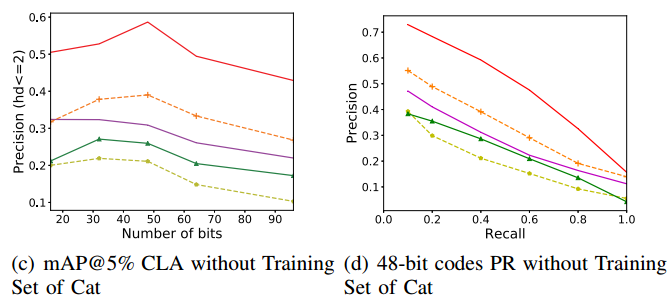 0.6
0.5
0.4
0.3
0.2
0.1
Precision (hd<=2)
20 30 40 50 60 70 80 90
Number of bits
(c) mAP@5% CLA without Training
Set of Cat
0.7
0.6
0.5
0.4
0.3
0.2
0.1
Precision
0.0 0.2 0.4 0.6 0.8 1.0
Recall
(d) 48-bit codes PR without Training
Set of Cat